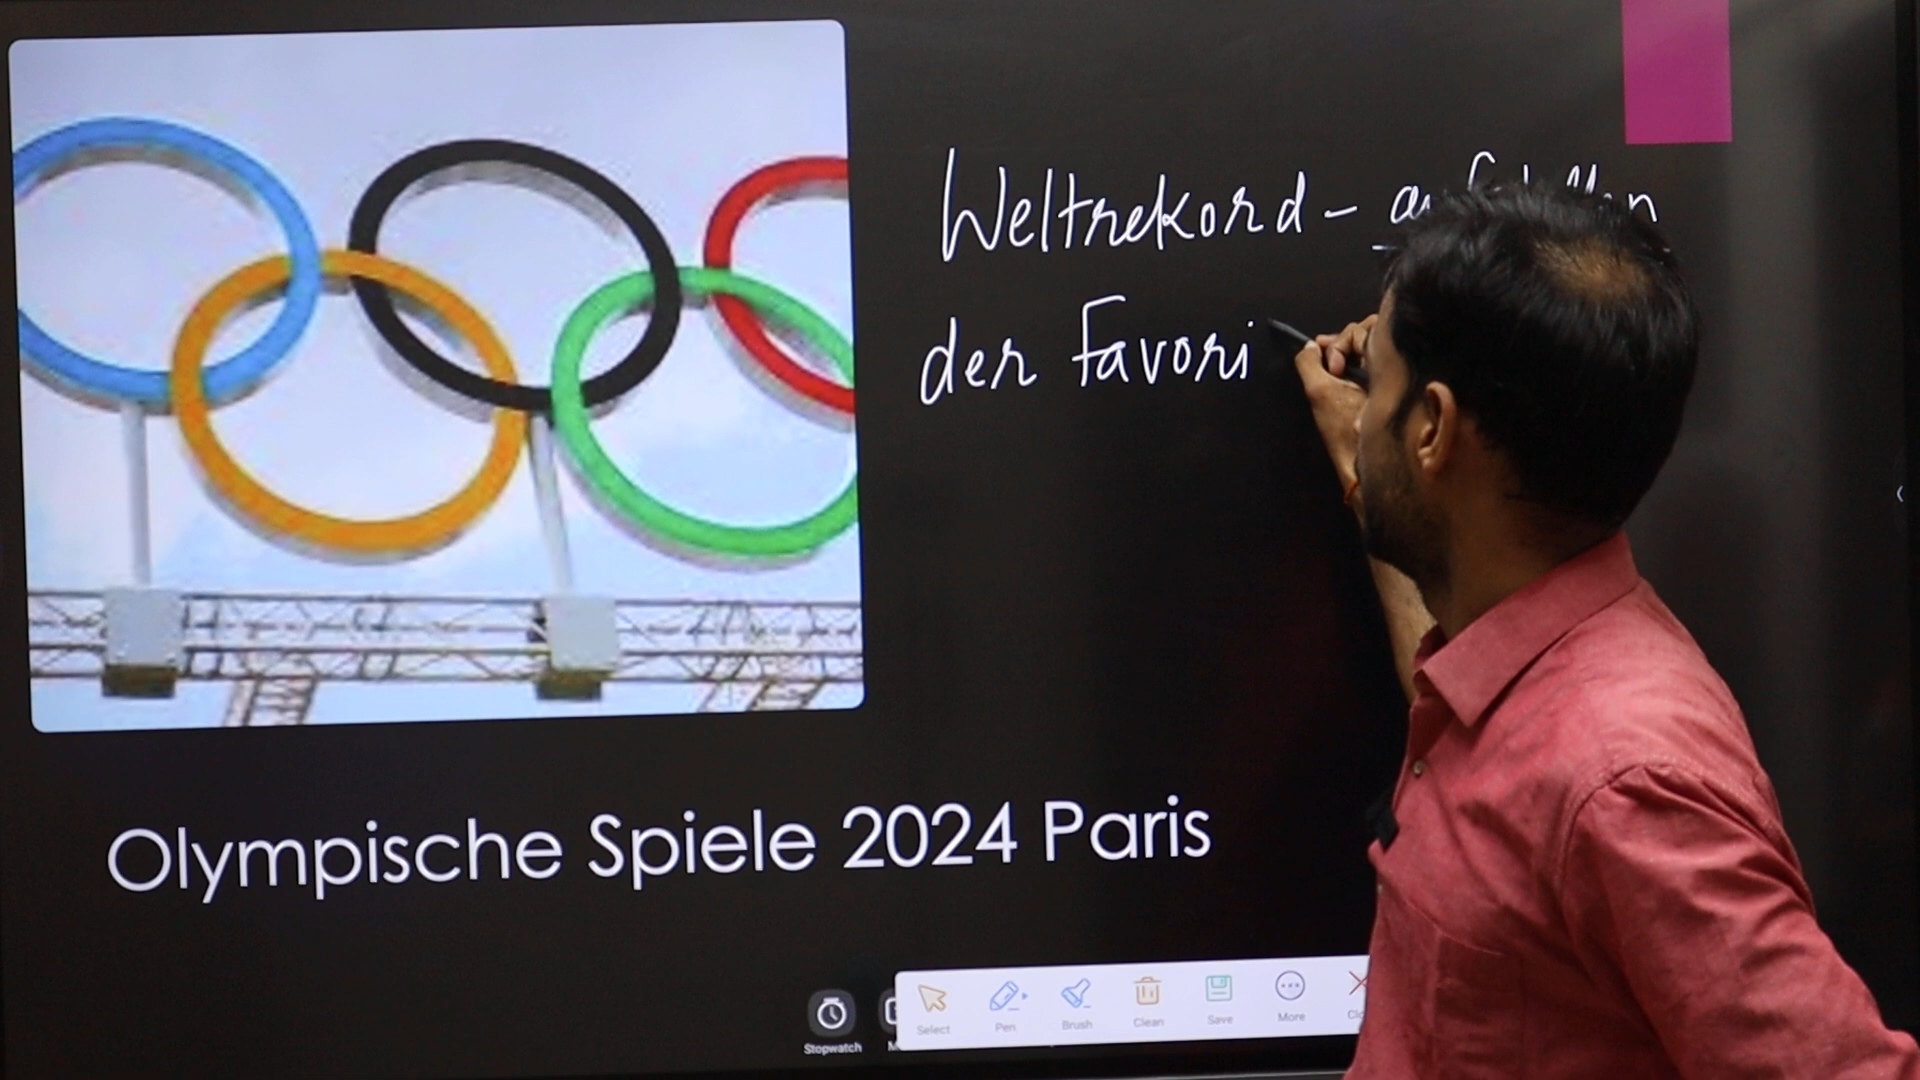 Weltrekord -
der Favori
Olympische Spiele 2024 Paris
Stopwatch
Select Pen Brush Clean Save More